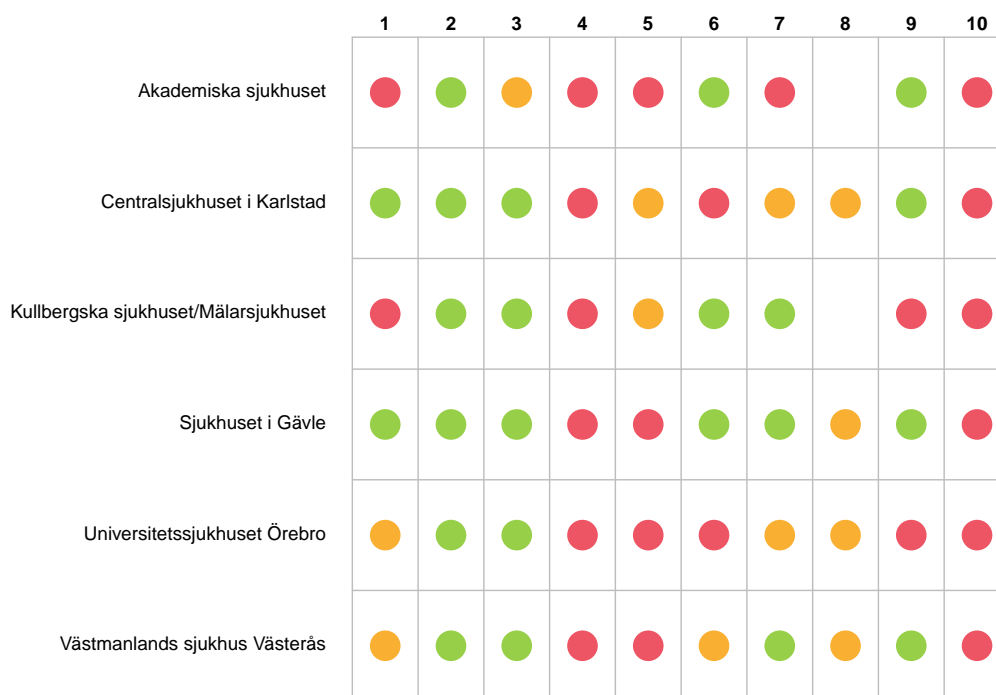 1 2 3 4 5 6 7 8 9 10
Akademiska sjukhuset
Centralsjukhuset i Karlstad
Kullbergska sjukhuset/Mälarsjukhuset
Sjukhuset i Gävle
Universitetssjukhuset Örebro
Västmanlands sjukhus Västerås